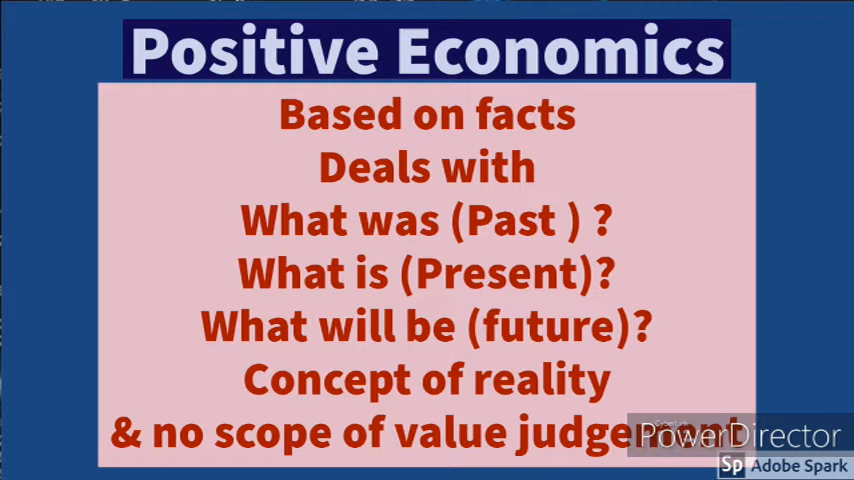 Positive Economics
Based on facts
Deals with
What was (Past ) ?
What is (Present)?
What will be (future)?
Concept of reality
& no scope of value judgement
PowerDirector
Sp Adobe Spark